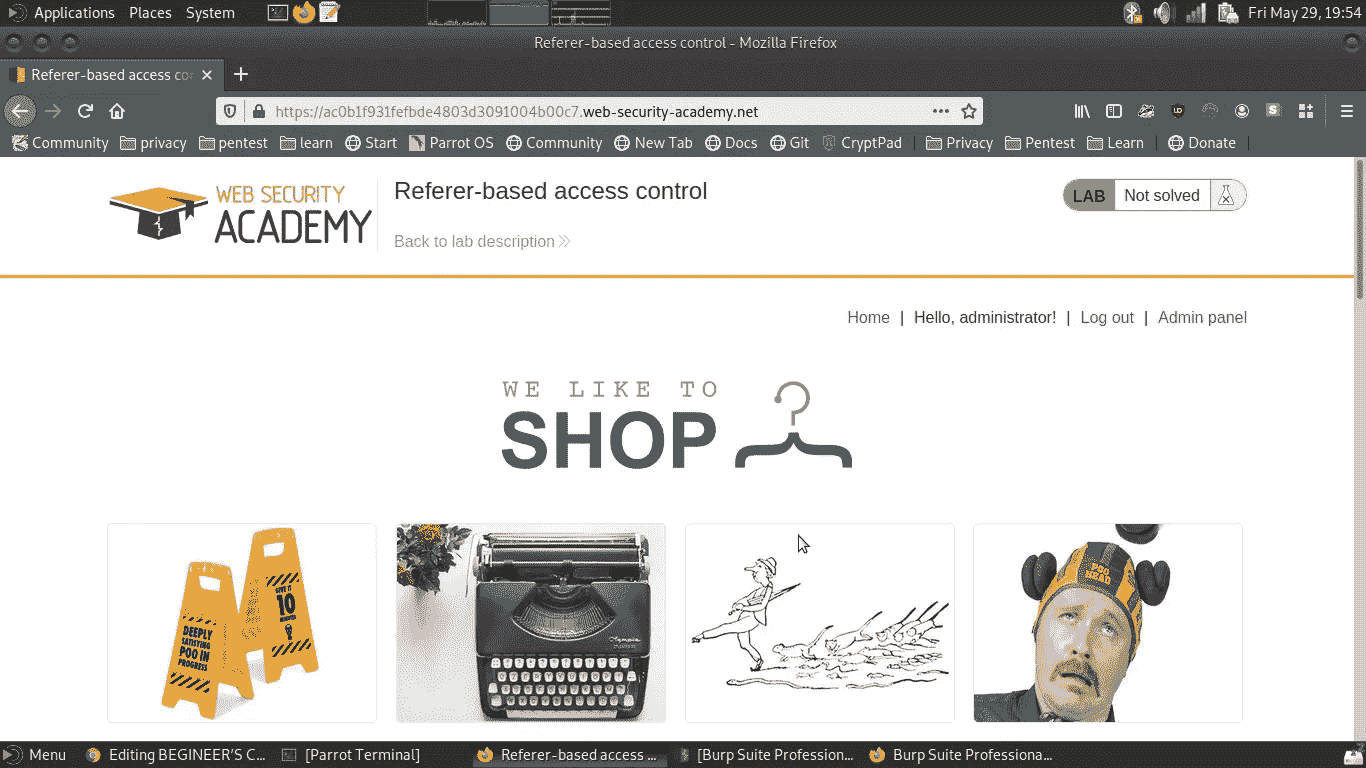 Applications Places System Fri May 29, 19:54
Referer-based access control - Mozilla Firefox
Referer-based access con
https://ac0b1f931fefbde4803d3091004b00c7.web-security-academy.net
Community privacy pentest learn Start Parrot OS Community New Tab Docs Git CryptPad Privacy Pentest Learn Donate
WEB SECURITY
ACADEMY
Referer-based access control
Back to lab description
LAB Not solved
Home | Hello, administrator! | Log out | Admin panel
WE LIKE TO
SHOP
DEEPLY
SATISFYING
POO IN
PROGRESS
GIVE IT
10
MINUTES
Olympia
POO
HEAD
Menu Editing BEGINEER'S C... [Parrot Terminal] Referer-based access ... [Burp Suite Profession... Burp Suite Professiona...